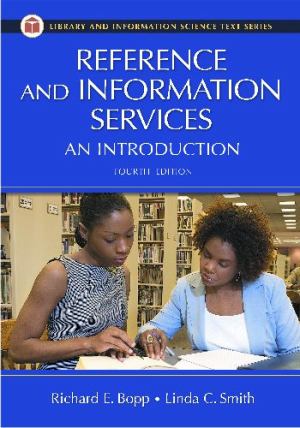 LIBRARY AND INFORMATION SCIENCE TEXT SERIES
REFERENCE
AND INFORMATION
SERVICES
AN INTRODUCTION
FOURTH EDITION
Richard E. Bopp • Linda C. Smith